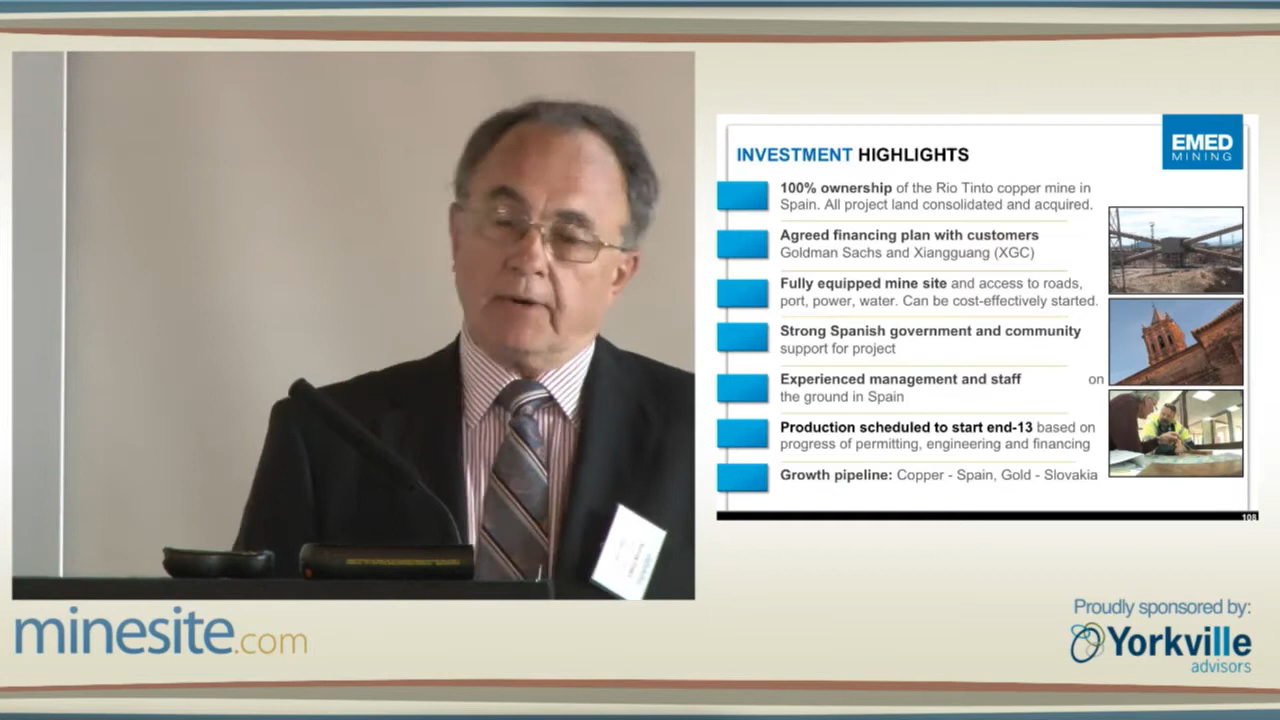 INVESTMENT HIGHLIGHTS
EMED
MINING
100% ownership of the Rio Tinto copper mine in
Spain. All project land consolidated and acquired.
Agreed financing plan with customers
Goldman Sachs and Xiangguang (XGC)
Fully equipped mine site and access to roads,
port, power, water. Can be cost-effectively started.
Strong Spanish government and community
support for project
Experienced management and staff on
the ground in Spain
Production scheduled to start end-13 based on
progress of permitting, engineering and financing
Growth pipeline: Copper - Spain, Gold - Slovakia
108
minesite.com
Proudly sponsored by:
Yorkville
advisors